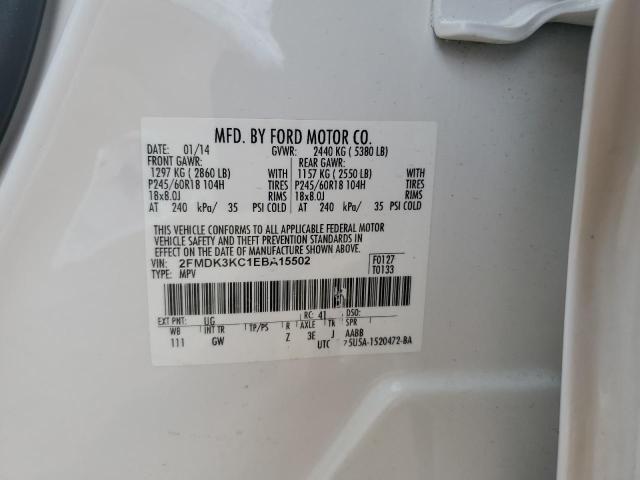 MFD. BY FORD MOTOR CO.
DATE: 01/14 GVWR: 2440 KG ( 5380 LB)
FRONT GAWR: REAR GAWR:
1297 KG ( 2860 LB) WITH 1157 KG ( 2550 LB) WITH
P245/60R18 104H TIRES P245/60R18 104H TIRES
18x8.0J RIMS 18x8.0J RIMS
AT 240 kPa/ 35 PSI COLD AT 240 kPa/ 35 PSI COLD
THIS VEHICLE CONFORMS TO ALL APPLICABLE FEDERAL MOTOR
VEHICLE SAFETY AND THEFT PREVENTION STANDARDS IN
EFFECT ON THE DATE OF MANUFACTURE SHOWN ABOVE.
VIN: 2FMDK3KC1EBA15502 F0127
TYPE: MPV T0133
EXT PNT: UG RC: 41 DSO:
WB INT TR TP/PS R AXLE TR SPR
111 GW Z 3E J AABB
UTC 75U5A-1520472-BA